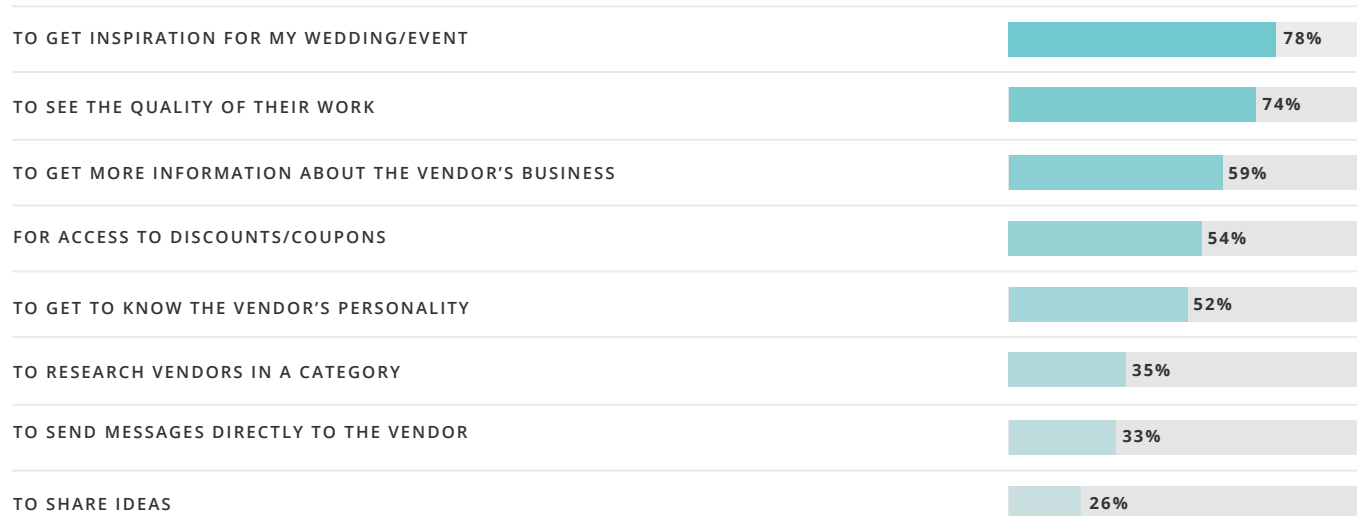 TO GET INSPIRATION FOR MY WEDDING/EVENT 78%
TO SEE THE QUALITY OF THEIR WORK 74%
TO GET MORE INFORMATION ABOUT THE VENDOR’S BUSINESS 59%
FOR ACCESS TO DISCOUNTS/COUPONS 54%
TO GET TO KNOW THE VENDOR’S PERSONALITY 52%
TO RESEARCH VENDORS IN A CATEGORY 35%
TO SEND MESSAGES DIRECTLY TO THE VENDOR 33%
TO SHARE IDEAS 26%